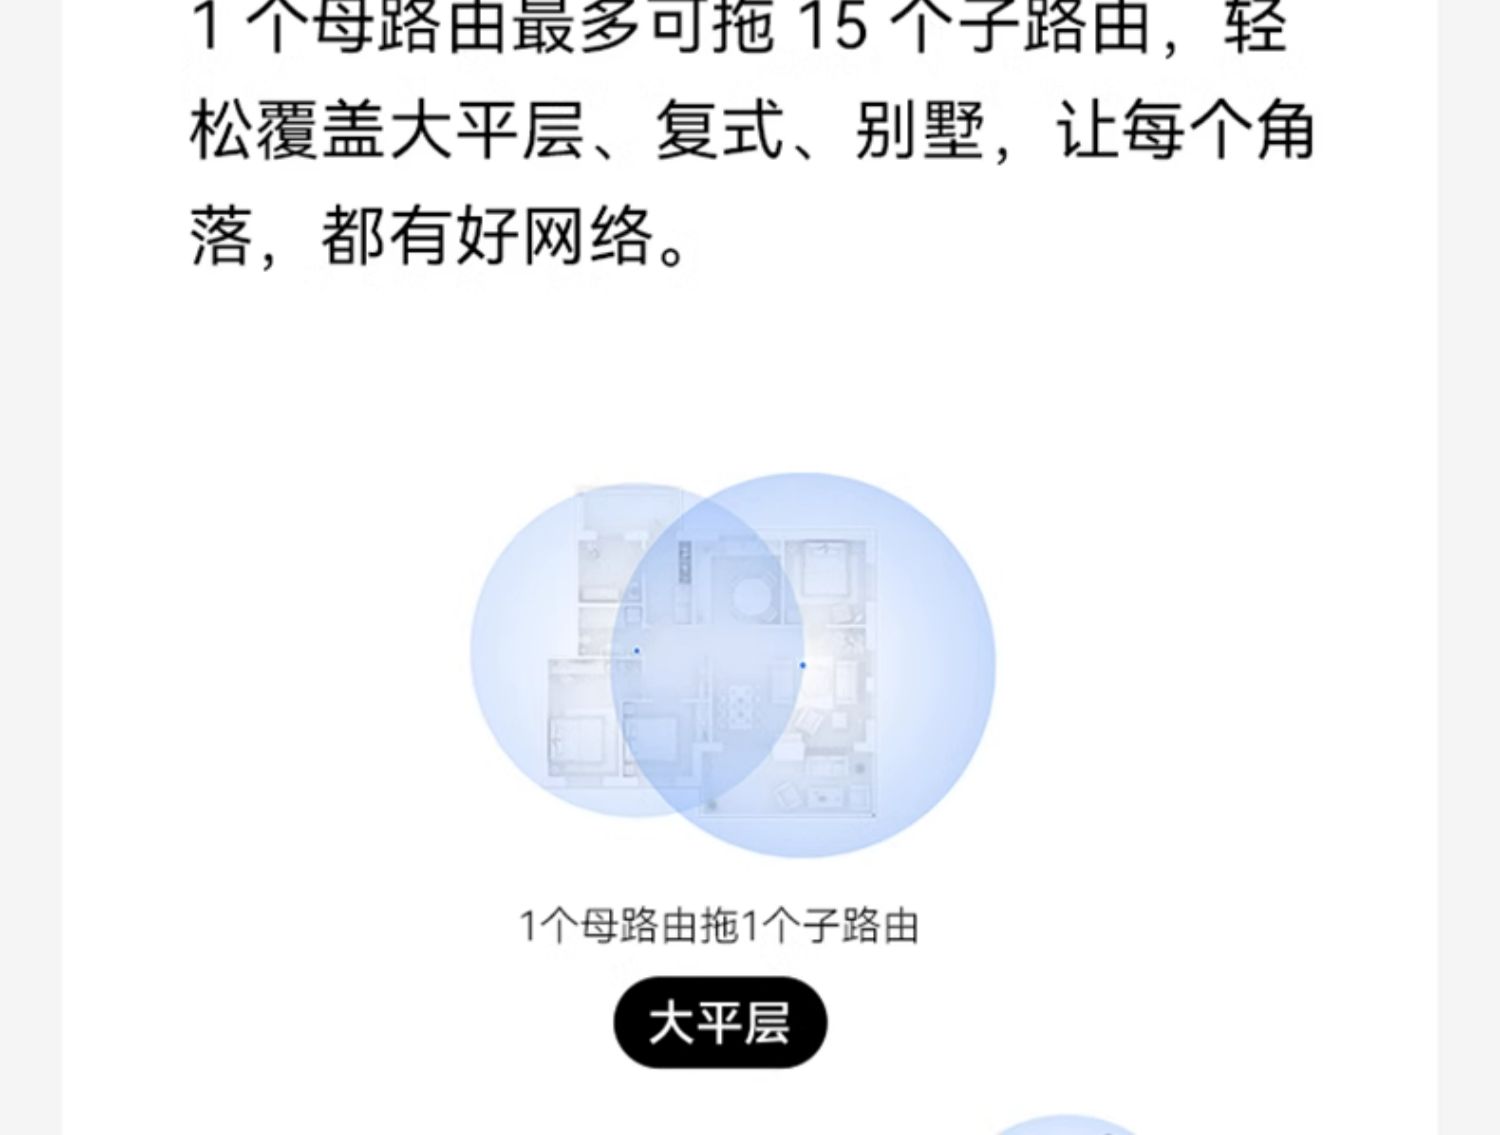 1 个母路由最多可拖 15 个子路由，轻
松覆盖大平层、复式、别墅，让每个角
落，都有好网络。
1个母路由拖1个子路由
大平层